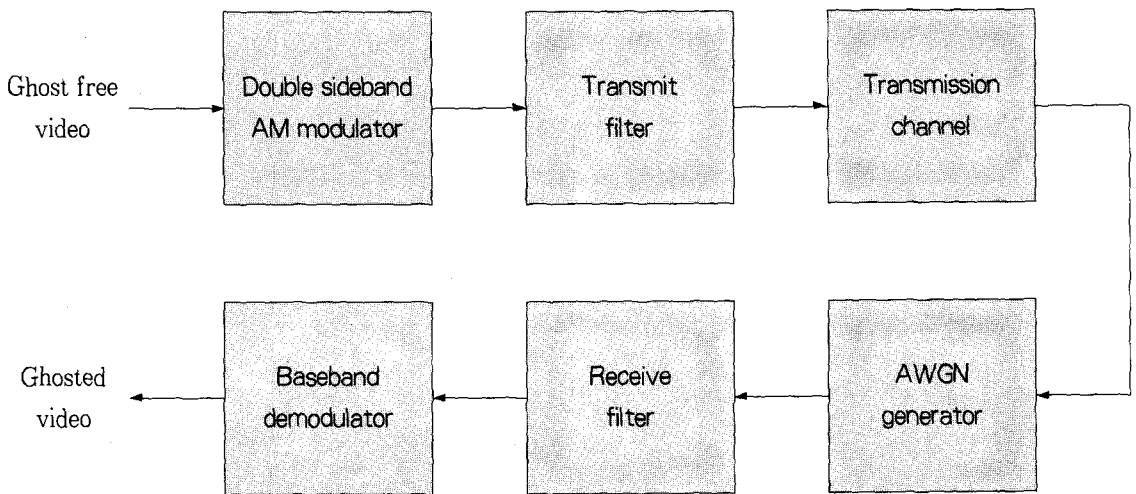 Ghost free
video
Double sideband
AM modulator
Transmit
filter
Transmission
channel
Ghosted
video
Baseband
demodulator
Receive
filter
AWGN
generator